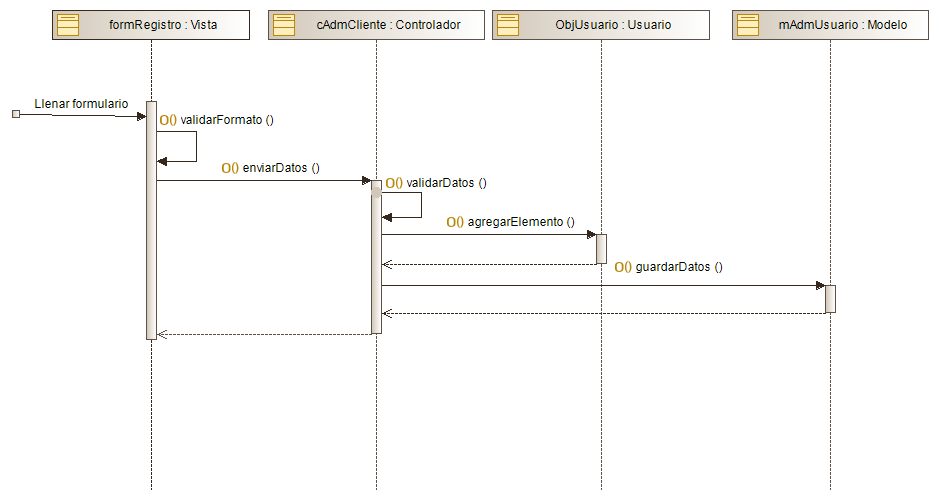 formRegistro : Vista
cAdmCliente : Controlador
ObjUsuario : Usuario
mAdmUsuario : Modelo
Llenar formulario
O() validarFormato ()
O() enviarDatos ()
O() validarDatos ()
O() agregarElemento ()
O() guardarDatos ()